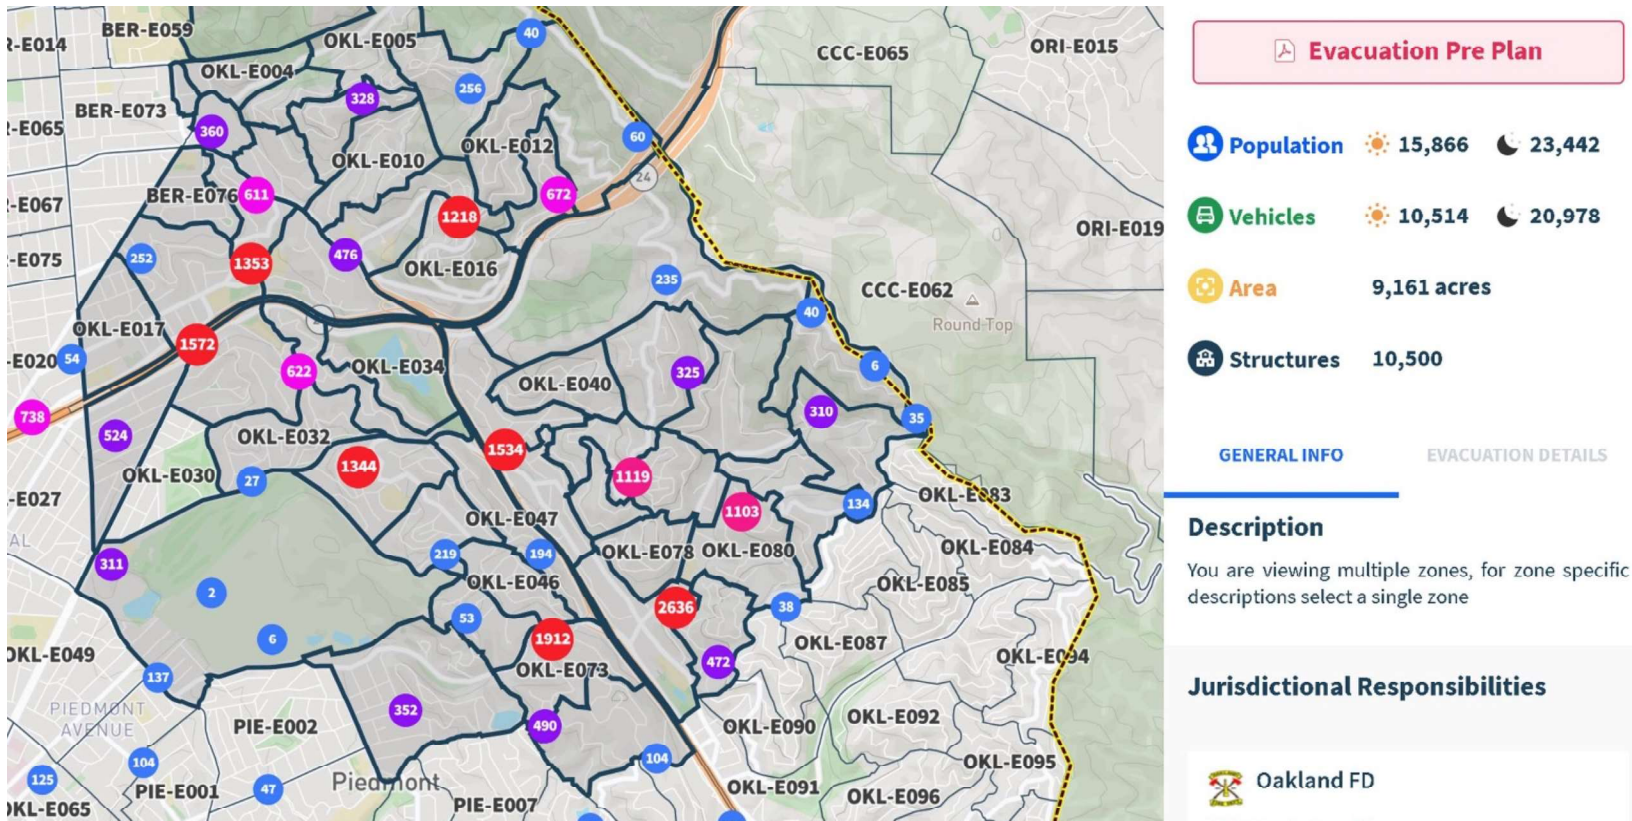 BER-E059
40
OKL-E005
CCC-E065
ORI-E015
R-E014
OKL-E004
256
328
BER-E073
R-E065
360
60
OKL-E012
OKL-E010
24
BER-E076
611
672
R-E067
1218
ORI-E019
-E075
252
1353
476
OKL-E016
235
CCC-E062
40
Round Top
OKL-E017
1572
-E020
54
622
OKL-E034
6
325
OKL-E040
310
738
35
524
OKL-E032
1534
1344
1119
OKL-E030
27
OKL-E083
-E027
134
1103
OKL-E047
AL
OKL-E084
219
194
OKL-E078
OKL-E080
311
OKL-E046
OKL-E085
2
2636
38
53
6
1912
OKL-E087
OKL-E049
OKL-E073
472
OKL-E094
137
PIEDMONT
AVENUE
352
490
PIE-E002
OKL-E090
OKL-E092
104
104
OKL-E095
125
PIE-E001
47
Piedmont
OKL-E091
OKL-E096
OKL-E065
PIE-E007
Evacuation Pre Plan
Population 15,866 23,442
Vehicles 10,514 20,978
Area 9,161 acres
Structures 10,500
GENERAL INFO EVACUATION DETAILS
Description
You are viewing multiple zones, for zone specific
descriptions select a single zone
Jurisdictional Responsibilities
Oakland FD